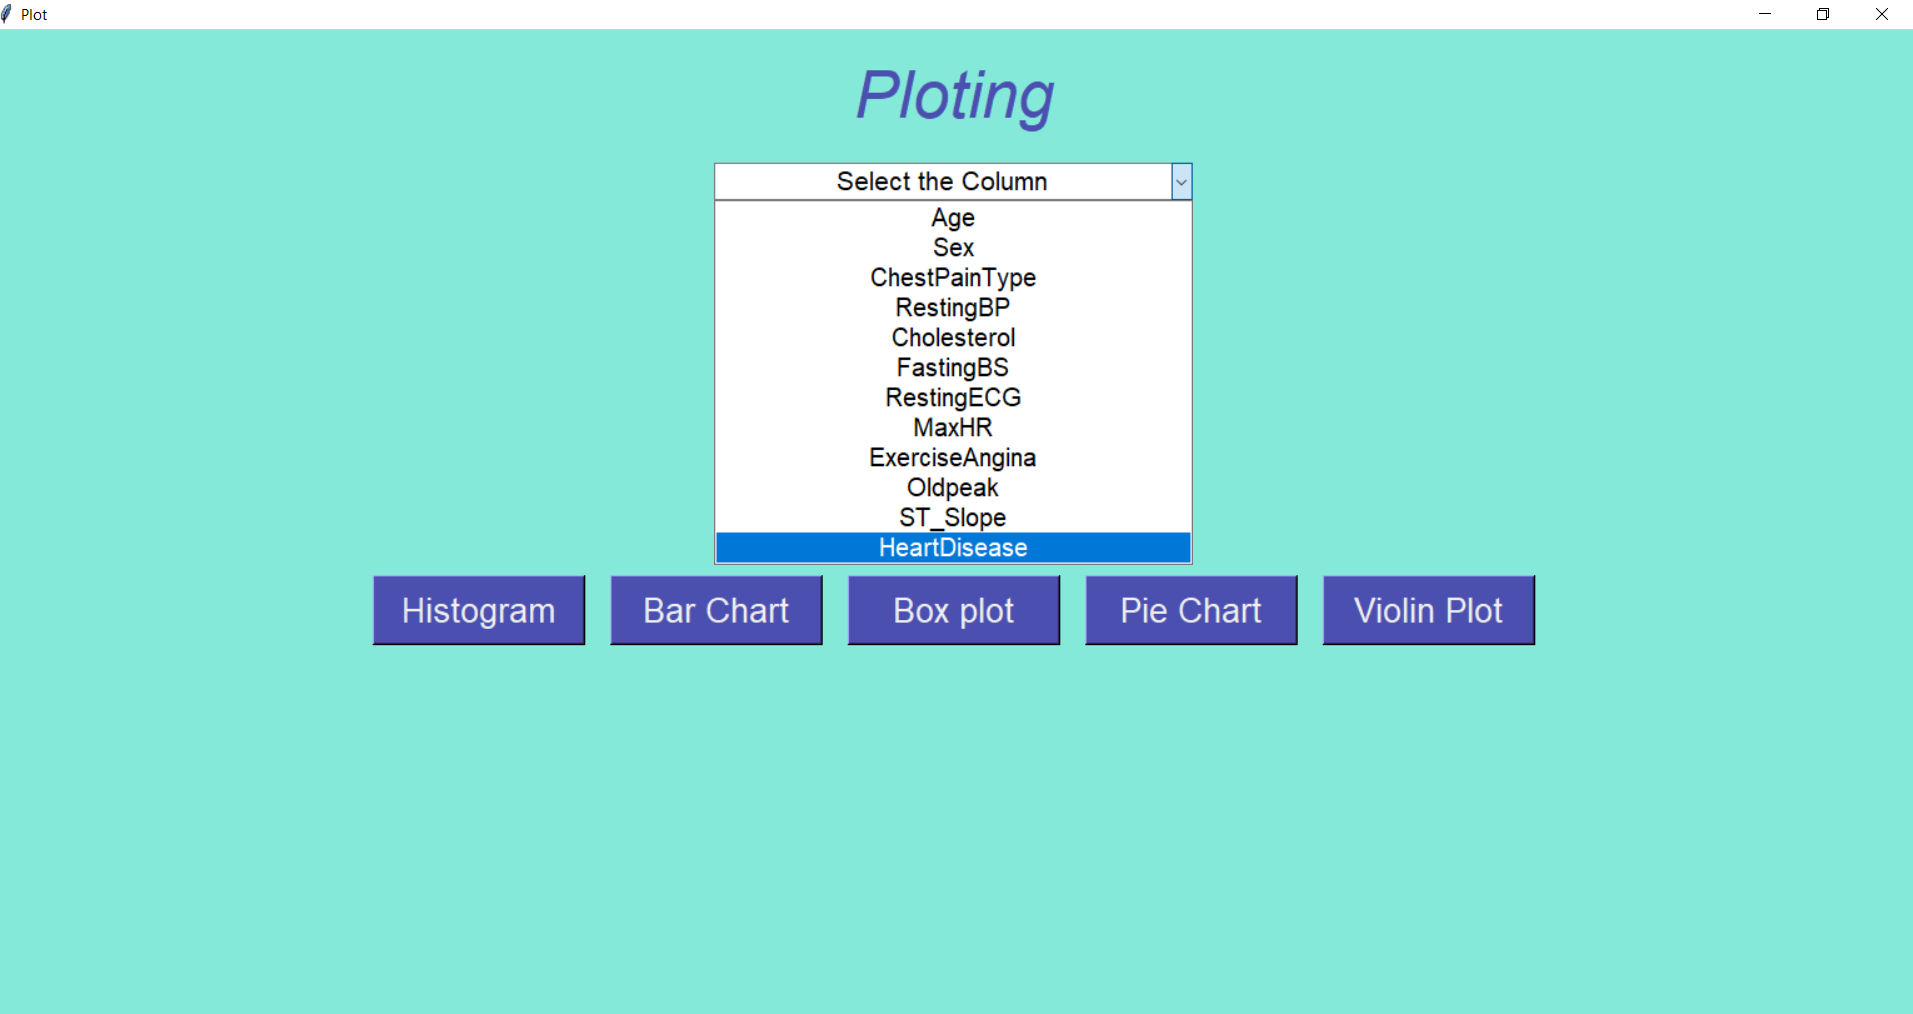 Plot
Ploting
Select the Column
Age
Sex
ChestPainType
RestingBP
Cholesterol
FastingBS
RestingECG
MaxHR
ExerciseAngina
Oldpeak
ST_Slope
HeartDisease
Histogram Bar Chart Box plot Pie Chart Violin Plot